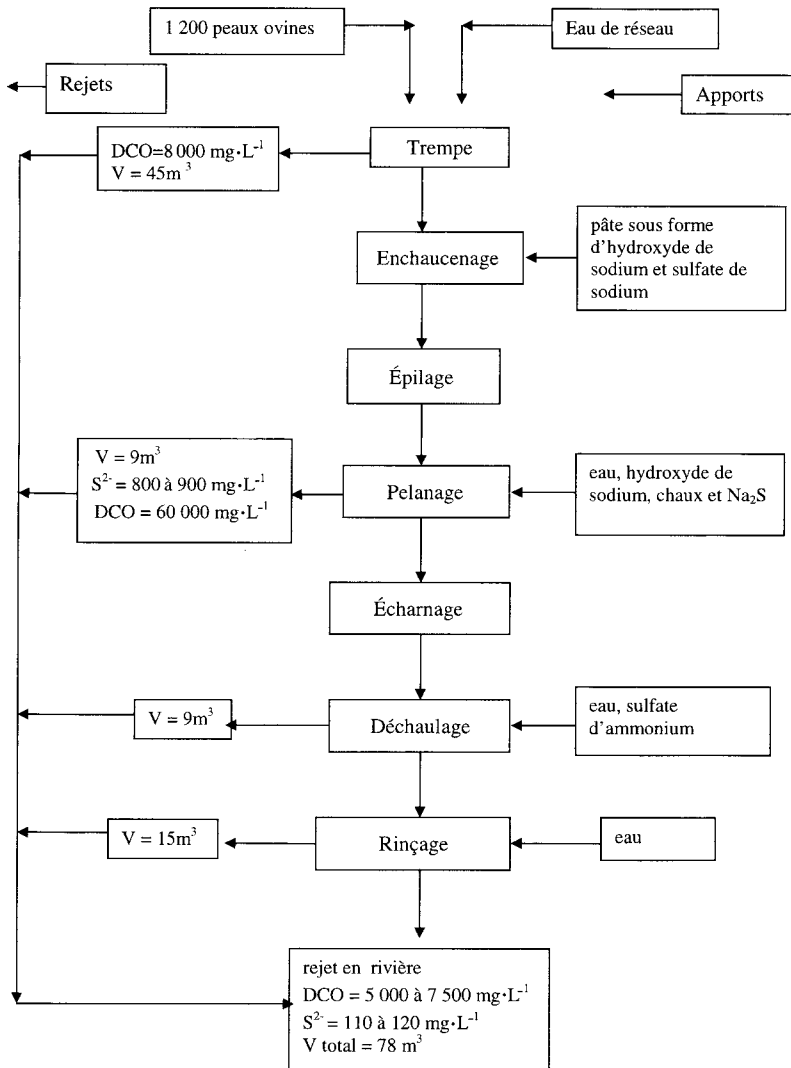 1 200 peaux ovines
Eau de réseau
Rejets
Apports
DCO=8 000 mg·L⁻¹
V = 45m³
Trempe
Enchaucenage
pâte sous forme
d'hydroxyde de
sodium et sulfate de
sodium
Épilage
V = 9m³
S²⁻ = 800 à 900 mg·L⁻¹
DCO = 60 000 mg·L⁻¹
Pelanage
eau, hydroxyde de
sodium, chaux et Na₂S
Écharnage
V = 9m³
Déchaulage
eau, sulfate
d'ammonium
V = 15m³
Rinçage
eau
rejet en rivière
DCO = 5 000 à 7 500 mg·L⁻¹
S²⁻ = 110 à 120 mg·L⁻¹
V total = 78 m³